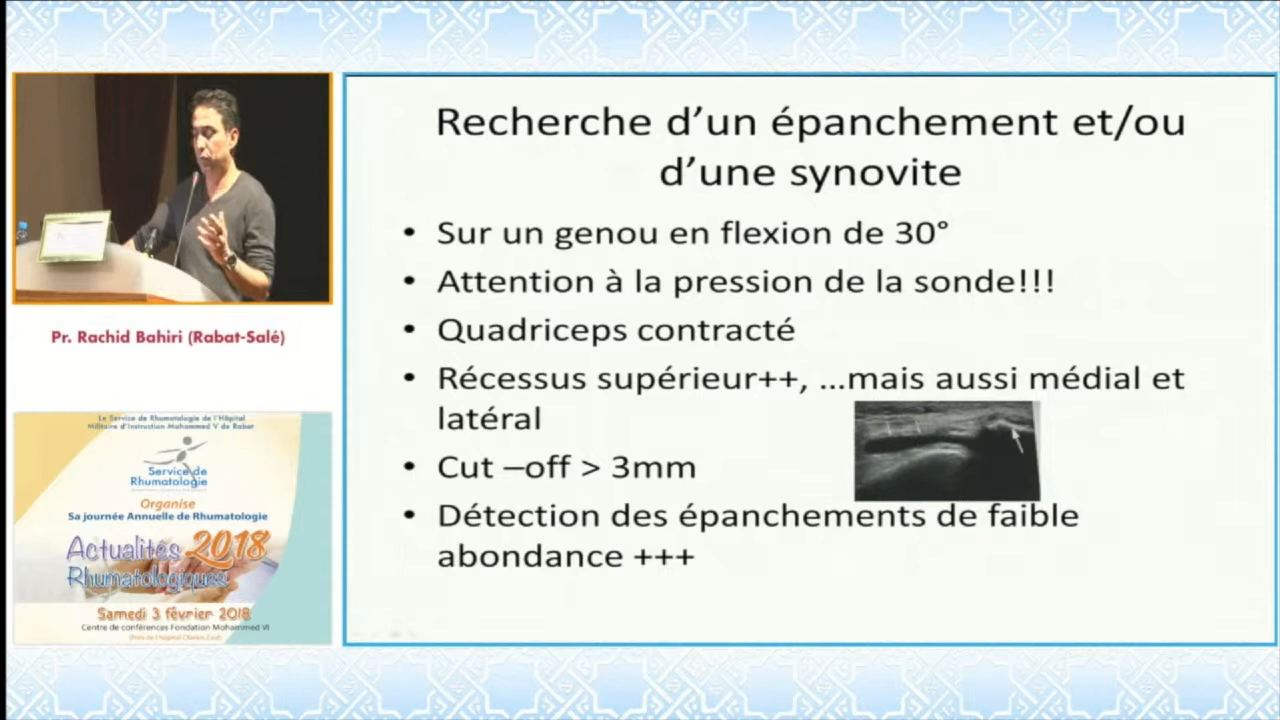 Recherche d’un épanchement et/ou
d’une synovite
• Sur un genou en flexion de 30°
• Attention à la pression de la sonde!!!
• Quadriceps contracté
• Récessus supérieur++, …mais aussi médial et
latéral
• Cut –off > 3mm
• Détection des épanchements de faible
abondance +++
Pr. Rachid Bahiri (Rabat-Salé)
Le Service de Rhumatologie de l'Hôpital
Militaire d'Instruction Mohammed V de Rabat
Service de
Rhumatologie
Organise
Sa journée Annuelle de Rhumatologie
Actualités 2018
Rhumatologiques
Samedi 3 février 2018
Centre de conférences Fondation Mohammed VI